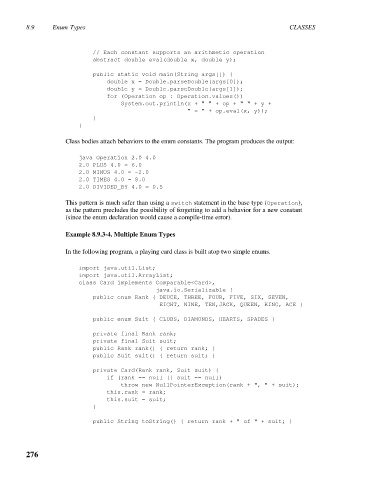 8.9 Enum Types CLASSES
// Each constant supports an arithmetic operation
abstract double eval(double x, double y);
public static void main(String args[]) {
double x = Double.parseDouble(args[0]);
double y = Double.parseDouble(args[1]);
for (Operation op : Operation.values())
System.out.println(x + " " + op + " " + y +
" = " + op.eval(x, y));
}
}
Class bodies attach behaviors to the enum constants. The program produces the output:
java Operation 2.0 4.0
2.0 PLUS 4.0 = 6.0
2.0 MINUS 4.0 = -2.0
2.0 TIMES 4.0 = 8.0
2.0 DIVIDED_BY 4.0 = 0.5
This pattern is much safer than using a switch statement in the base type (Operation),
as the pattern precludes the possibility of forgetting to add a behavior for a new constant
(since the enum declaration would cause a compile-time error).
Example 8.9.3-4. Multiple Enum Types
In the following program, a playing card class is built atop two simple enums.
import java.util.List;
import java.util.ArrayList;
class Card implements Comparable<Card>,
java.io.Serializable {
public enum Rank { DEUCE, THREE, FOUR, FIVE, SIX, SEVEN,
EIGHT, NINE, TEN,JACK, QUEEN, KING, ACE }
public enum Suit { CLUBS, DIAMONDS, HEARTS, SPADES }
private final Rank rank;
private final Suit suit;
public Rank rank() { return rank; }
public Suit suit() { return suit; }
private Card(Rank rank, Suit suit) {
if (rank == null || suit == null)
throw new NullPointerException(rank + ", " + suit);
this.rank = rank;
this.suit = suit;
}
public String toString() { return rank + " of " + suit; }
276